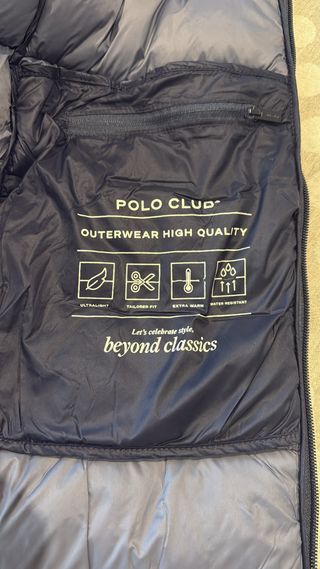 POLO CLUB
OUTERWEAR HIGH QUALITY
ULTRALIGHT TAILORED FIT EXTRA WARM WATER RESISTANT
Let's celebrate style,
beyond classics